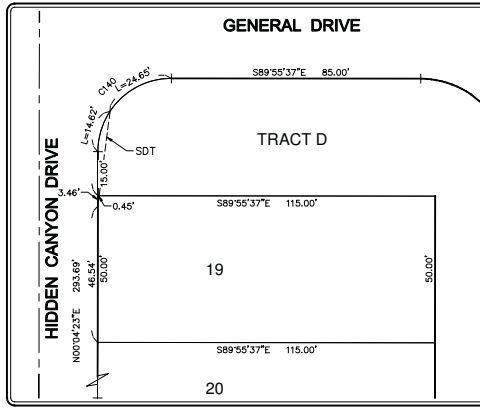 GENERAL DRIVE
S89°55'37"E 85.00'
C140
L=24.65'
L=14.62'
TRACT D
SDT
15.00'
3.46'
0.45'
S89°55'37"E 115.00'
HIDDEN CANYON DRIVE
N00°04'23"E 293.69'
46.54'
50.00'
19
50.00'
S89°55'37"E 115.00'
20